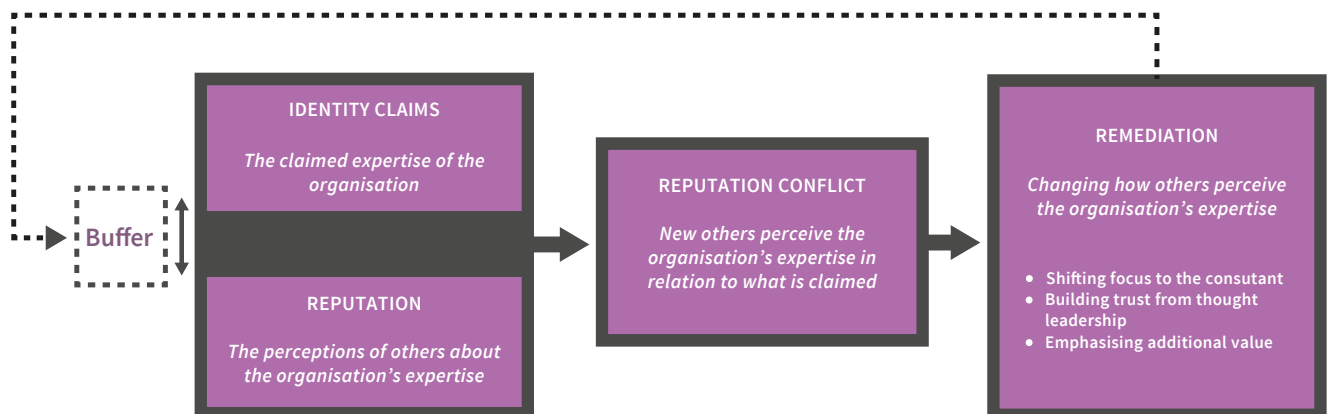 Buffer
IDENTITY CLAIMS
The claimed expertise of the
organisation
REPUTATION
The perceptions of others about
the organisation's expertise
REPUTATION CONFLICT
New others perceive the
organisation's expertise in
relation to what is claimed
REMEDIATION
Changing how others perceive
the organisation's expertise
• Shifting focus to the consutant
• Building trust from thought
leadership
• Emphasising additional value